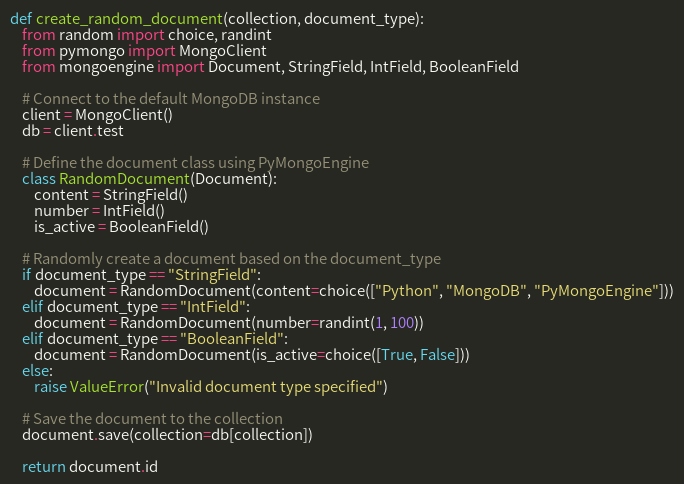 def create_random_document(collection, document_type):
    from random import choice, randint
    from pymongo import MongoClient
    from mongoengine import Document, StringField, IntField, BooleanField

    # Connect to the default MongoDB instance
    client = MongoClient()
    db = client.test

    # Define the document class using PyMongoEngine
    class RandomDocument(Document):
        content = StringField()
        number = IntField()
        is_active = BooleanField()

    # Randomly create a document based on the document_type
    if document_type == "StringField":
        document = RandomDocument(content=choice(["Python", "MongoDB", "PyMongoEngine"]))
    elif document_type == "IntField":
        document = RandomDocument(number=randint(1, 100))
    elif document_type == "BooleanField":
        document = RandomDocument(is_active=choice([True, False]))
    else:
        raise ValueError("Invalid document type specified")

    # Save the document to the collection
    document.save(collection=db[collection])

    return document.id